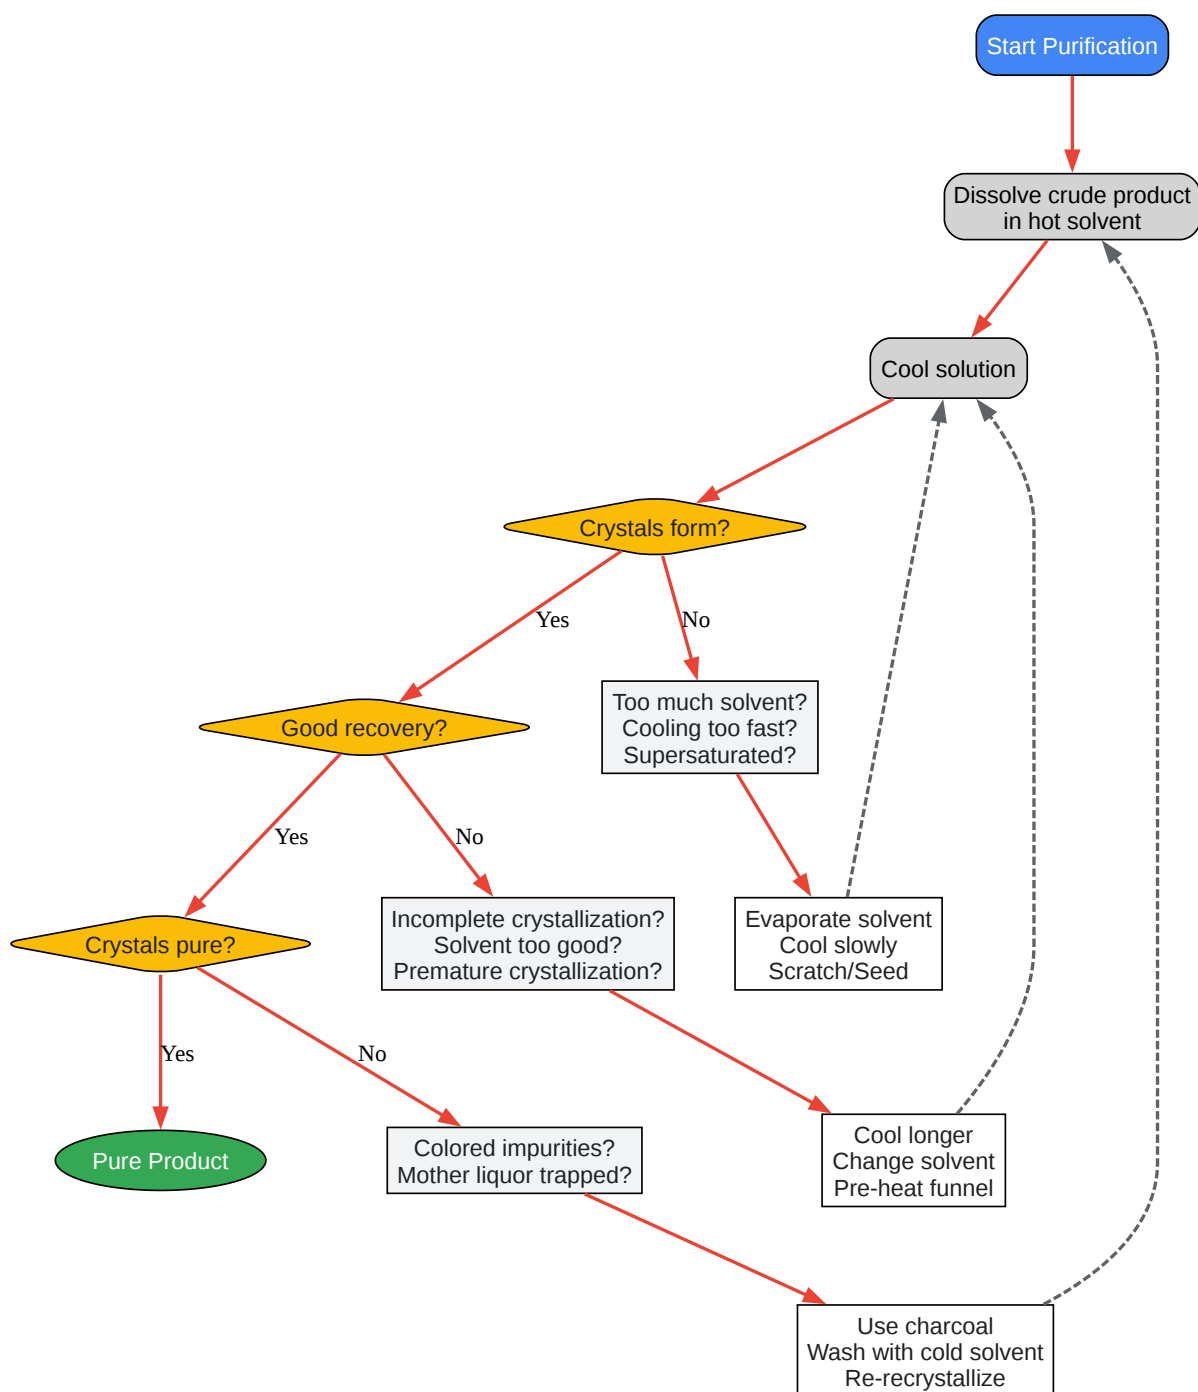 Start Purification
Dissolve crude product
in hot solvent
Cool solution
Crystals form?
Yes
No
Too much solvent?
Cooling too fast?
Supersaturated?
Good recovery?
Yes
No
Evaporate solvent
Cool slowly
Scratch/Seed
Incomplete crystallization?
Solvent too good?
Premature crystallization?
Crystals pure?
Yes
No
Cool longer
Change solvent
Pre-heat funnel
Colored impurities?
Mother liquor trapped?
Pure Product
Use charcoal
Wash with cold solvent
Re-recrystallize